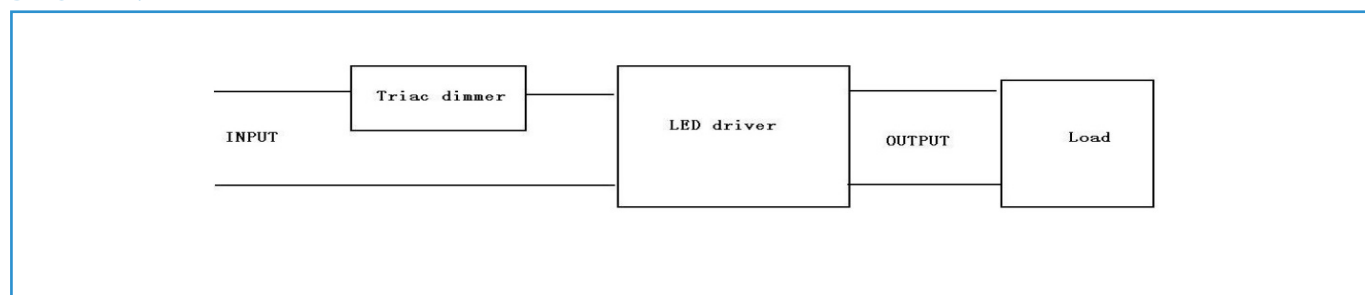 Triac dimmer
LED driver
INPUT
OUTPUT
Load